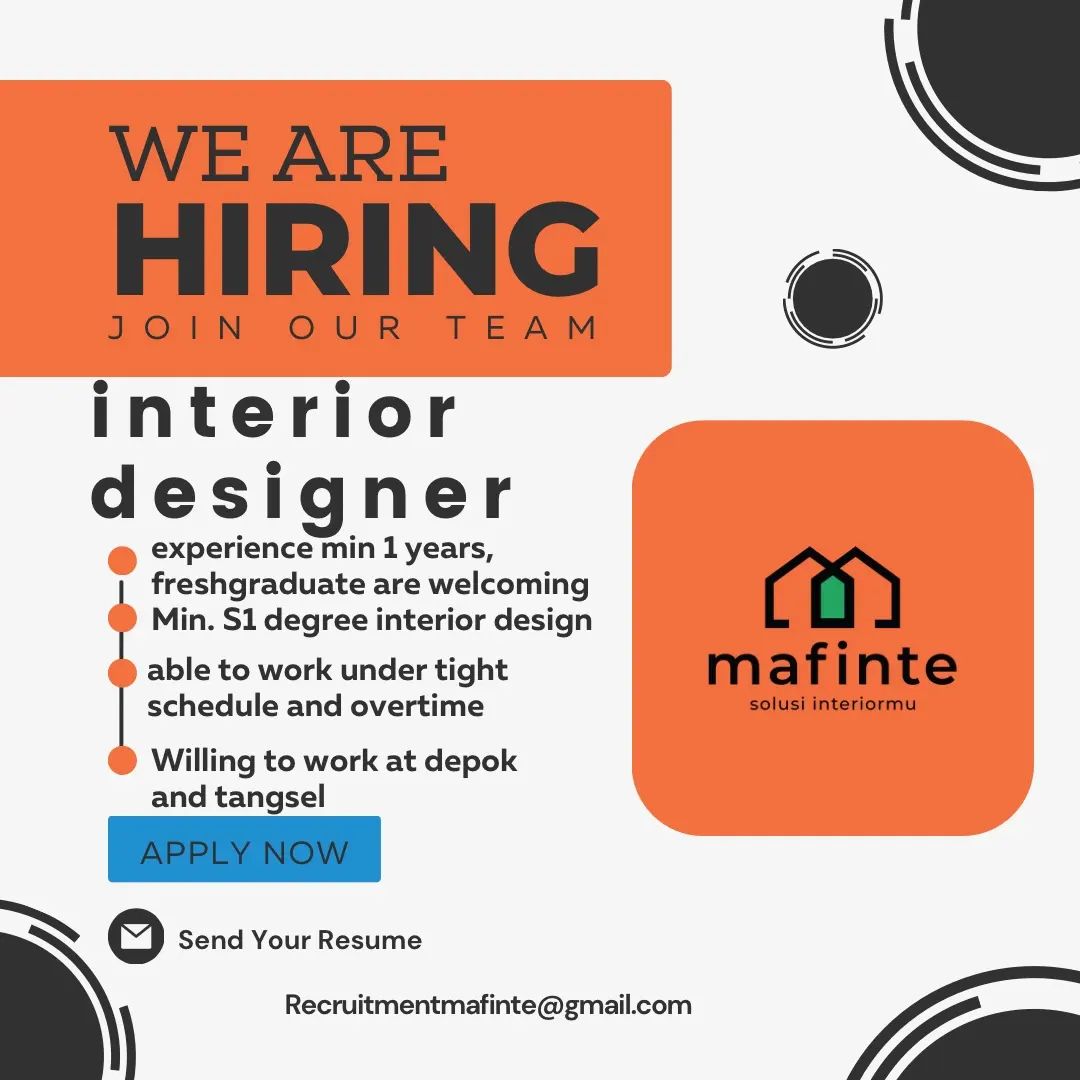 WE ARE
HIRING
JOIN OUR TEAM
interior
designer
experience min 1 years,
freshgraduate are welcoming
Min. S1 degree interior design
able to work under tight
schedule and overtime
Willing to work at depok
and tangsel
mafinte
solusi interiormu
APPLY NOW
Send Your Resume
Recruitmentmafinte@gmail.com